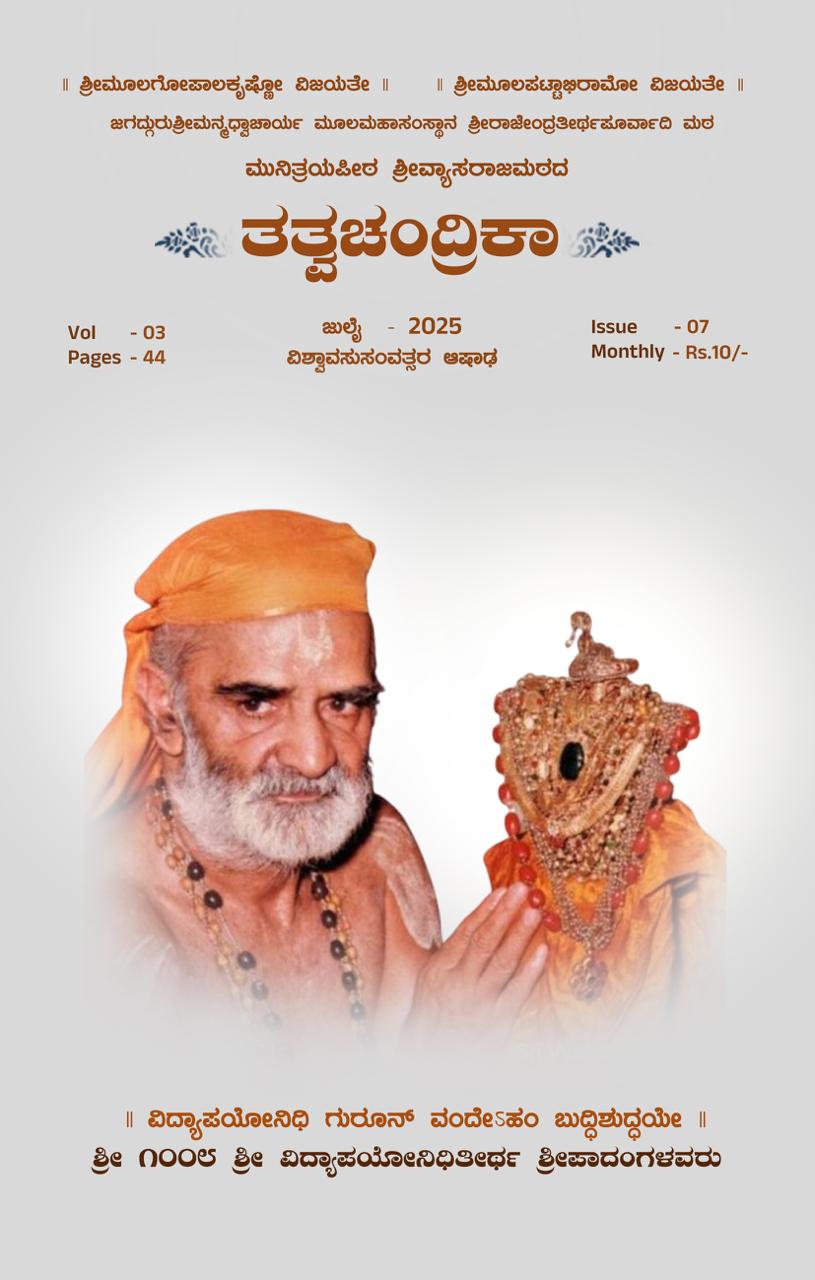 ॥ ಶ್ರೀಮೂಲಗೋಪಾಲಕೃಷ್ಣೋ ವಿಜಯತೇ ॥ ॥ ಶ್ರೀಮೂಲಪಟ್ಟಾಭಿರಾಮೋ ವಿಜಯತೇ ॥
ಜಗದ್ಗುರುಶ್ರೀಮನ್ಮಧ್ವಾಚಾರ್ಯ ಮೂಲಮಹಾಸಂಸ್ಥಾನ ಶ್ರೀರಾಜೇಂದ್ರತೀರ್ಥಪೂರ್ವಾದಿ ಮಠ
ಮುನಿತ್ರಯಪೀಠ ಶ್ರೀವ್ಯಾಸರಾಜಮಠದ
ತತ್ವಚಂದ್ರಿಕಾ
Vol - 03
Pages - 44
ಜುಲೈ - 2025
ವಿಶ್ವಾವಸುಸಂವತ್ಸರ ಆಷಾಢ
Issue - 07
Monthly - Rs.10/-
॥ ವಿದ್ಯಾಪಯೋನಿಧಿ ಗುರೂನ್ ವಂದೇಽಹಂ ಬುದ್ಧಿಶುದ್ಧಯೇ ॥
ಶ್ರೀ ೧೦೦೮ ಶ್ರೀ ವಿದ್ಯಾಪಯೋನಿಧಿತೀರ್ಥ ಶ್ರೀಪಾದಂಗಳವರು